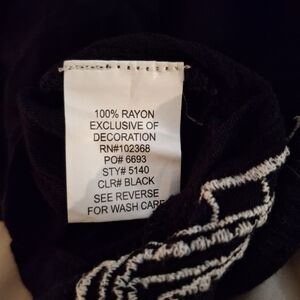 100% RAYON
EXCLUSIVE OF
DECORATION
RN#102368
PO# 6693
STY# 5140
CLR# BLACK
SEE REVERSE
FOR WASH CARE